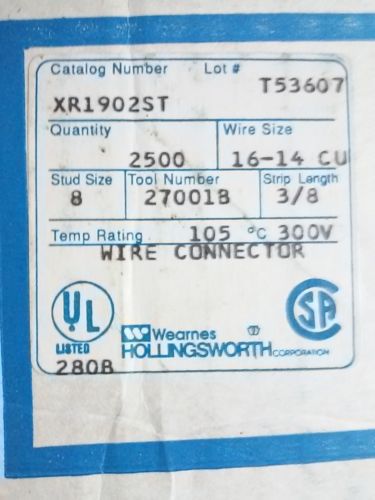 Catalog Number Lot #
T53607
XR1902ST
Quantity Wire Size
2500 16-14 CU
Stud Size Tool Number Strip Length
8 27001B 3/8
Temp Rating 105 °C 300V
WIRE CONNECTOR
UL SA
LISTED
280B
Wearnes
HOLLINGSWORTH CORPORATION